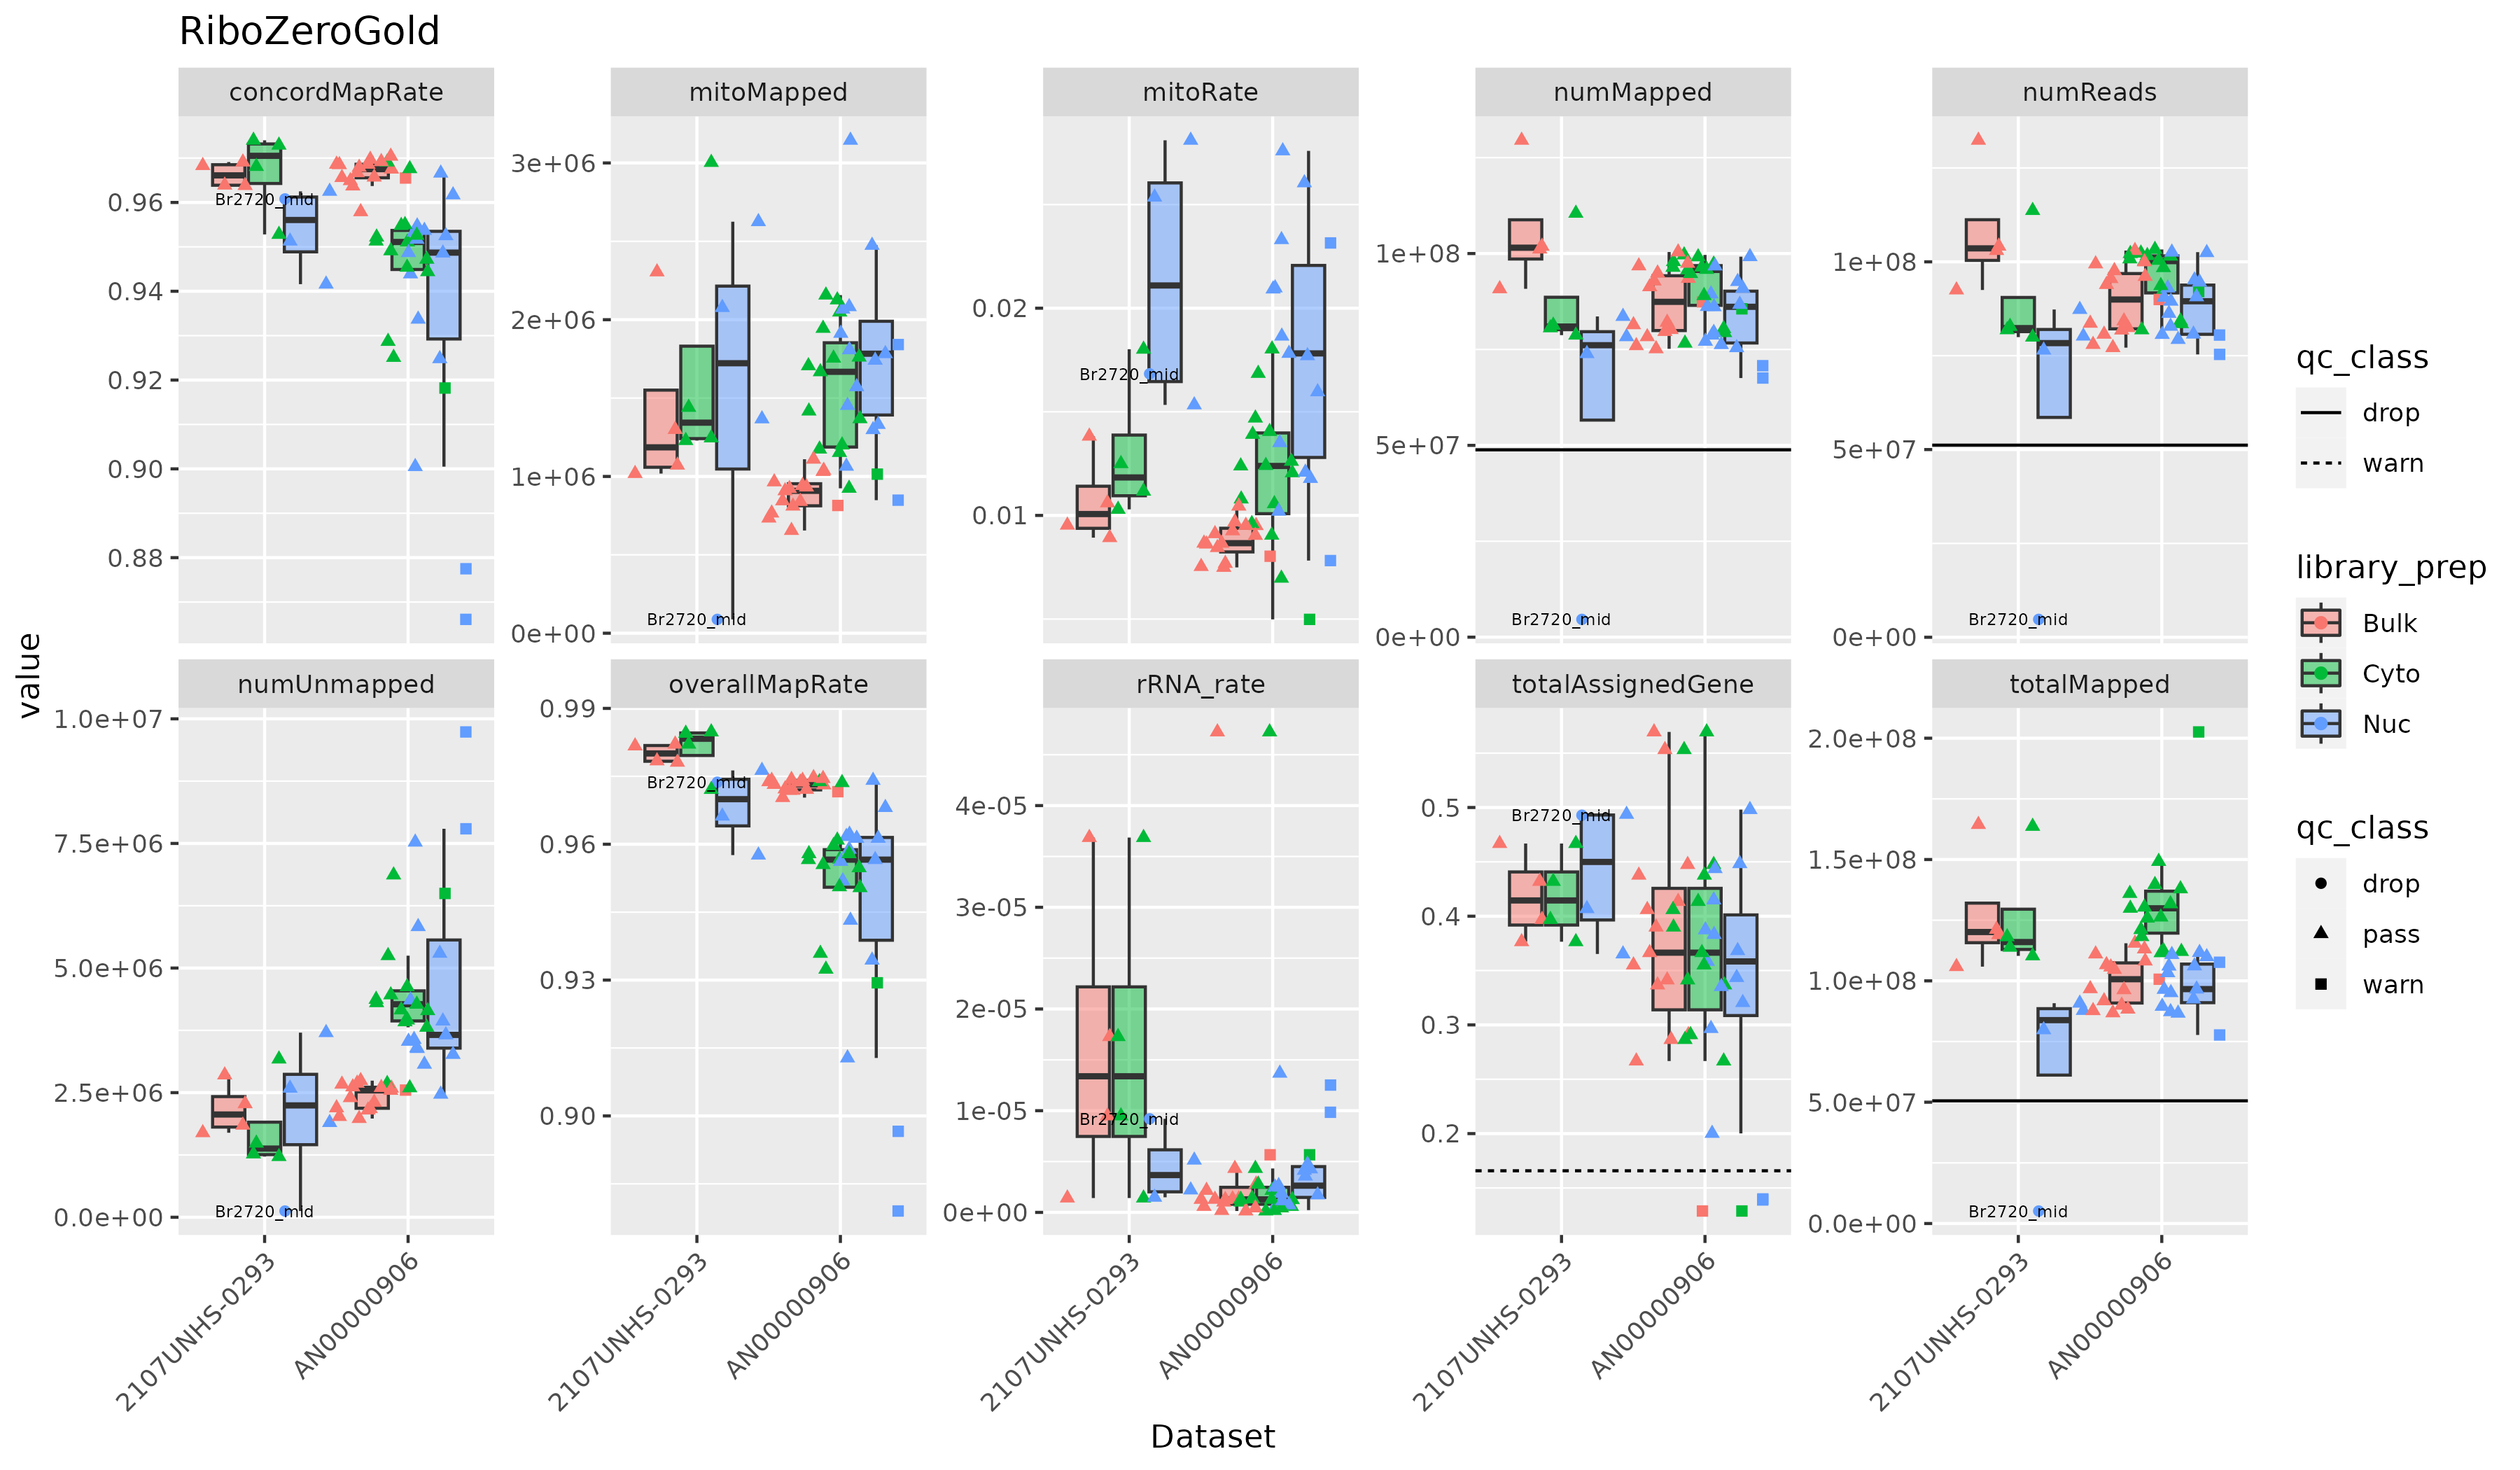 RiboZeroGold
concordMapRate
mitoMapped
mitoRate
numMapped
numReads
0.96
0.94
0.92
0.90
0.88
Br2720_mid
3e+06
2e+06
1e+06
0e+00
Br2720_mid
0.02
0.01
Br2720_mid
1e+08
5e+07
0e+00
Br2720_mid
1e+08
5e+07
0e+00
Br2720_mid
numUnmapped
overallMapRate
rRNA_rate
totalAssignedGene
totalMapped
1.0e+07
7.5e+06
5.0e+06
2.5e+06
0.0e+00
Br2720_mid
0.99
0.96
0.93
0.90
Br2720_mid
4e-05
3e-05
2e-05
1e-05
0e+00
Br2720_mid
0.5
0.4
0.3
0.2
Br2720_mid
2.0e+08
1.5e+08
1.0e+08
5.0e+07
0.0e+00
Br2720_mid
2107UNHS-0293
AN00000906
2107UNHS-0293
AN00000906
2107UNHS-0293
AN00000906
2107UNHS-0293
AN00000906
2107UNHS-0293
AN00000906
value
Dataset
qc_class
drop
warn
library_prep
Bulk
Cyto
Nuc
qc_class
drop
pass
warn